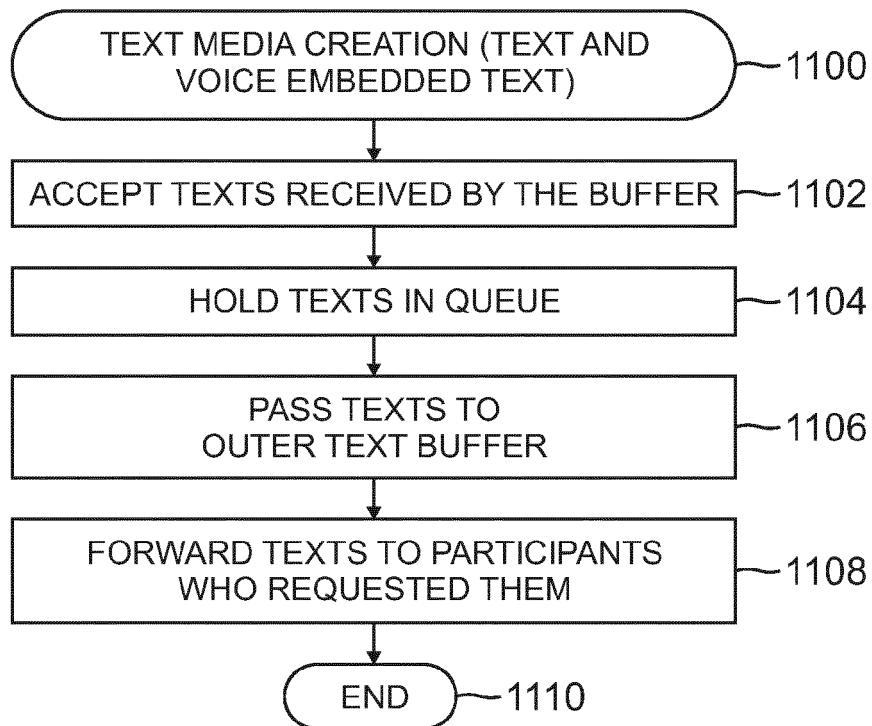 TEXT MEDIA CREATION (TEXT AND
VOICE EMBEDDED TEXT)
1100
ACCEPT TEXTS RECEIVED BY THE BUFFER
1102
HOLD TEXTS IN QUEUE
1104
PASS TEXTS TO
OUTER TEXT BUFFER
1106
FORWARD TEXTS TO PARTICIPANTS
WHO REQUESTED THEM
1108
END
1110